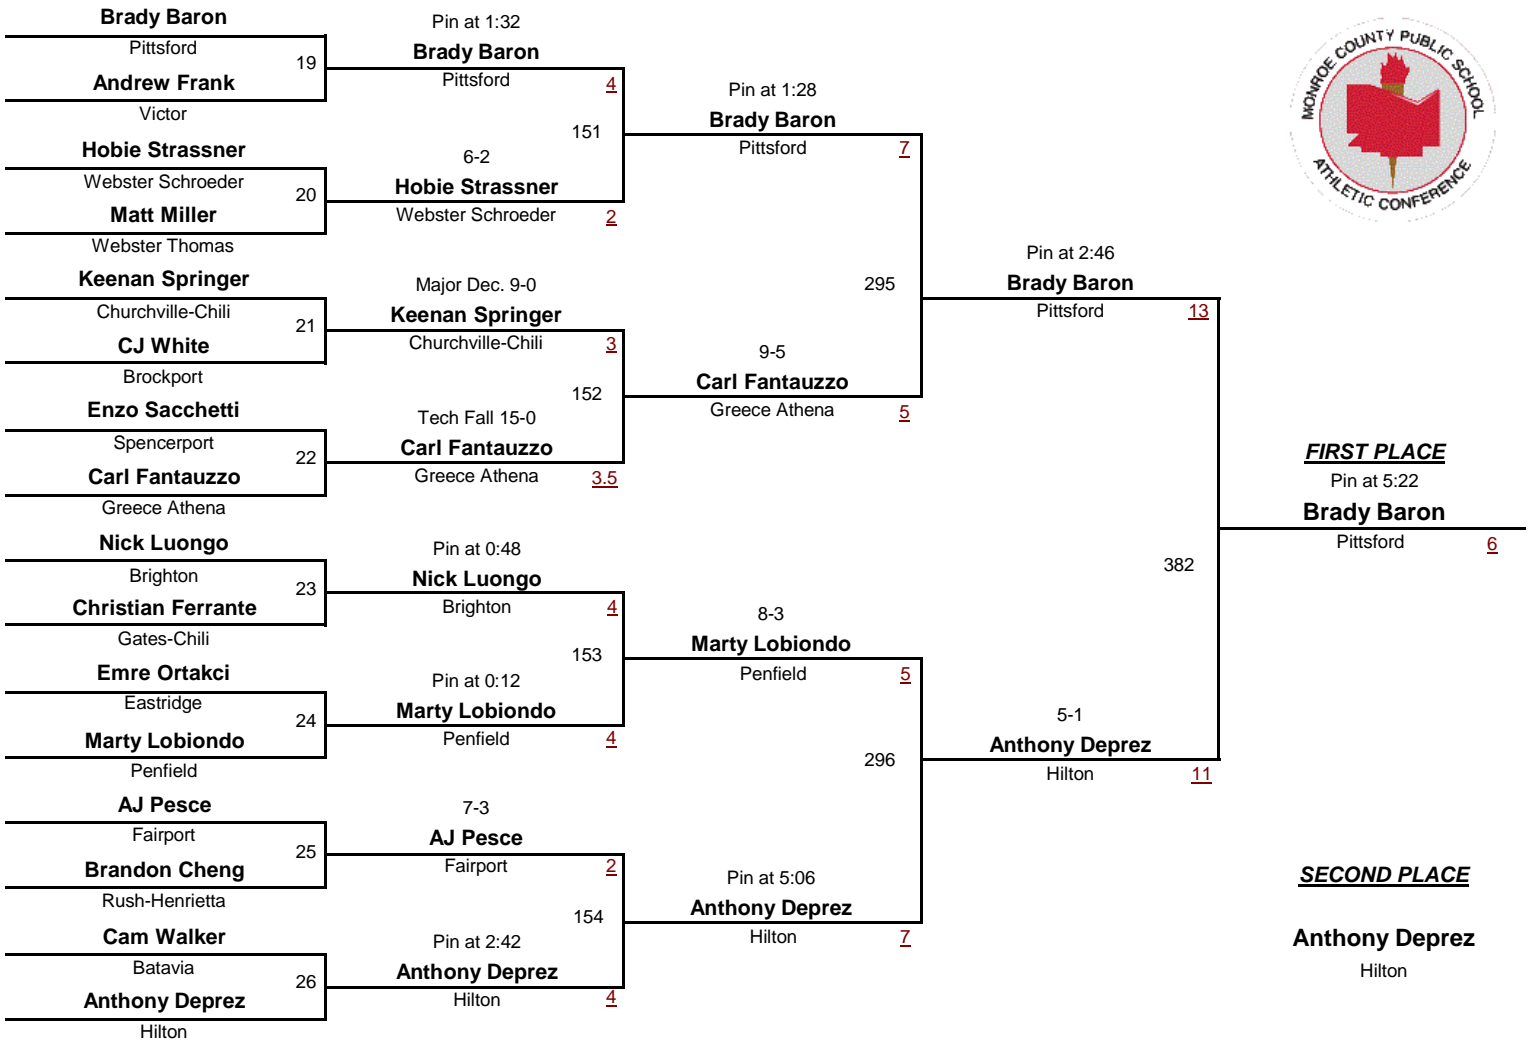 Brady Baron
Pittsford
19
Andrew Frank
Victor
Hobie Strassner
Webster Schroeder
20
Matt Miller
Webster Thomas
Keenan Springer
Churchville-Chili
21
CJ White
Brockport
Enzo Sacchetti
Spencerport
22
Carl Fantauzzo
Greece Athena
Nick Luongo
Brighton
23
Christian Ferrante
Gates-Chili
Emre Ortakci
Eastridge
24
Marty Lobiondo
Penfield
AJ Pesce
Fairport
25
Brandon Cheng
Rush-Henrietta
Cam Walker
Batavia
26
Anthony Deprez
Hilton
Pin at 1:32
Brady Baron
Pittsford 4
151
6-2
Hobie Strassner
Webster Schroeder 2
Major Dec. 9-0
Keenan Springer
Churchville-Chili 3
152
Tech Fall 15-0
Carl Fantauzzo
Greece Athena 3.5
Pin at 0:48
Nick Luongo
Brighton 4
153
Pin at 0:12
Marty Lobiondo
Penfield 4
7-3
AJ Pesce
Fairport 2
154
Pin at 2:42
Anthony Deprez
Hilton 4
Pin at 1:28
Brady Baron
Pittsford 7
295
9-5
Carl Fantauzzo
Greece Athena 5
8-3
Marty Lobiondo
Penfield 5
296
Pin at 5:06
Anthony Deprez
Hilton 7
Pin at 2:46
Brady Baron
Pittsford 13
382
5-1
Anthony Deprez
Hilton 11
MONROE COUNTY PUBLIC SCHOOL
ATHLETIC CONFERENCE
FIRST PLACE
Pin at 5:22
Brady Baron
Pittsford 6
SECOND PLACE
Anthony Deprez
Hilton